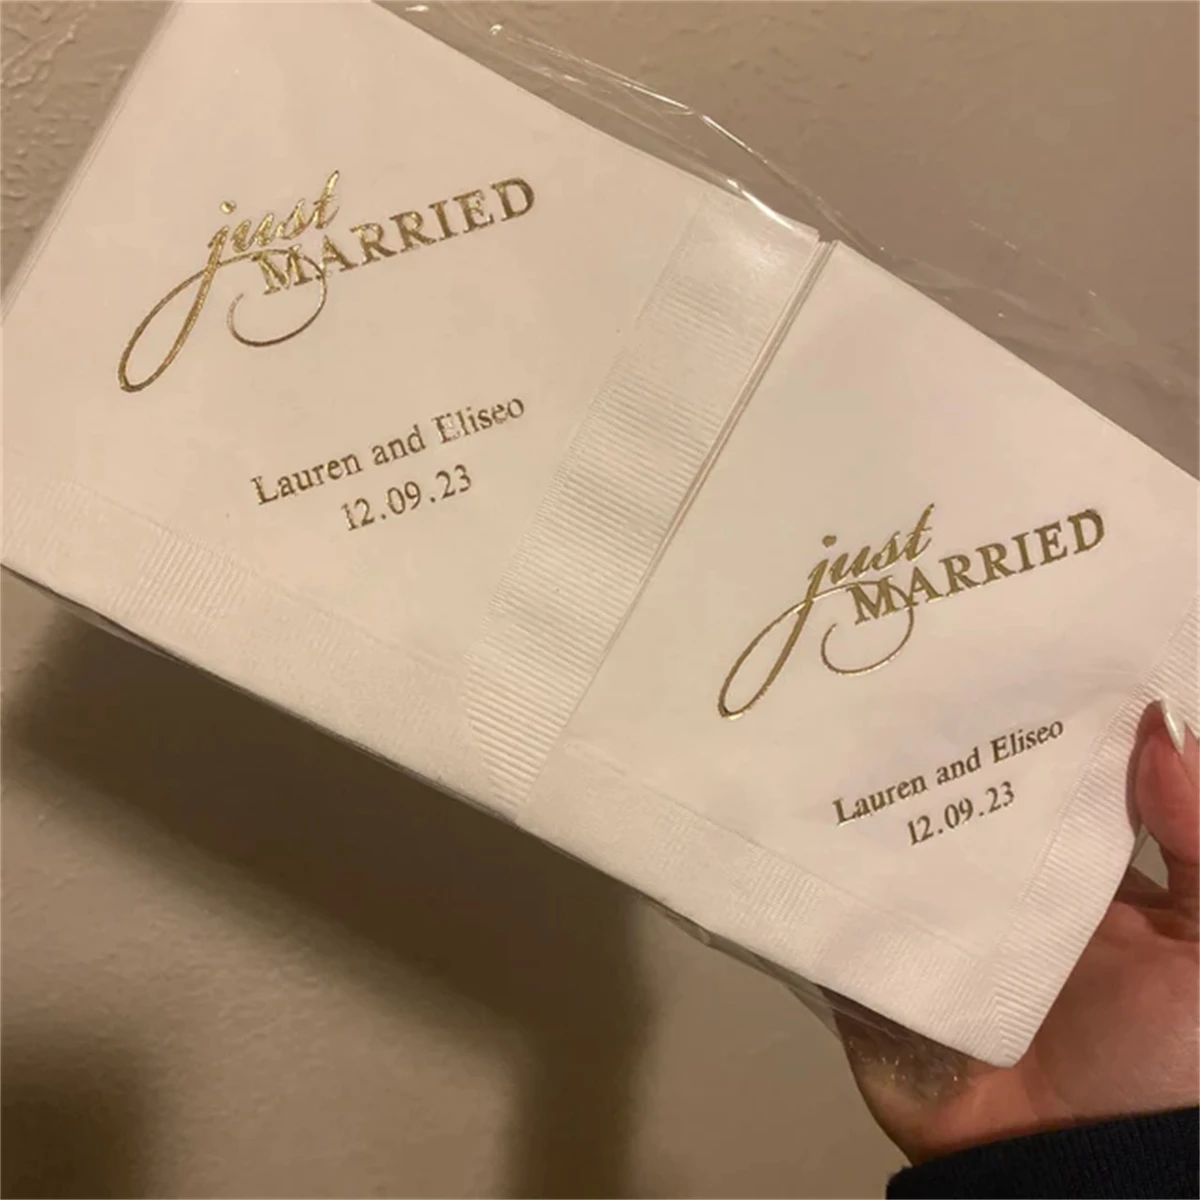 just
MARRIED
Lauren and Eliseo
12.09.23
just
MARRIED
Lauren and Eliseo
12.09.23